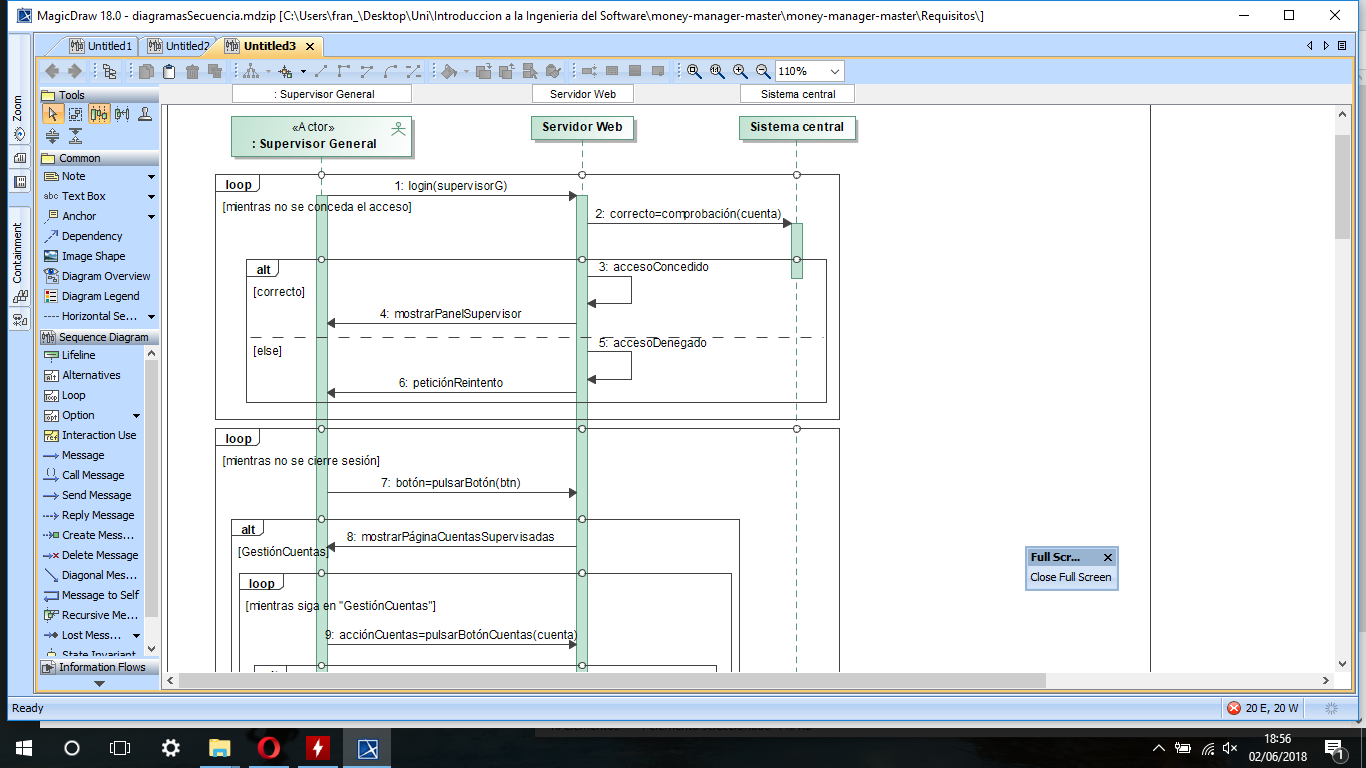 MagicDraw 18.0 - diagramasSecuencia.mdzip [C:\Users\fran_\Desktop\Uni\Introduccion a la Ingenieria del Software\money-manager-master\money-manager-master\Requisitos\]
Untitled1
Untitled2
Untitled3
110%
Zoom
Containment
Tools
Common
Note
abc Text Box
Anchor
Dependency
Image Shape
Diagram Overview
Diagram Legend
Horizontal Se...
Sequence Diagram
Lifeline
Alternatives
Loop
Option
Interaction Use
Message
Call Message
Send Message
Reply Message
Create Mess...
Delete Message
Diagonal Mes...
Message to Self
Recursive Me...
Lost Mess...
State Invariant
Information Flows
: Supervisor General
Servidor Web
Sistema central
«Actor»
: Supervisor General
Servidor Web
Sistema central
loop
1: login(supervisorG)
[mientras no se conceda el acceso]
2: correcto=comprobación(cuenta)
alt
3: accesoConcedido
[correcto]
4: mostrarPanelSupervisor
5: accesoDenegado
[else]
6: peticiónReintento
loop
[mientras no se cierre sesión]
7: botón=pulsarBotón(btn)
alt
8: mostrarPáginaCuentasSupervisadas
[GestiónCuentas]
loop
[mientras siga en "GestiónCuentas"]
9: acciónCuentas=pulsarBotónCuentas(cuenta)
Full Scr...
Close Full Screen
Ready
20 E, 20 W
18:56
02/06/2018
1